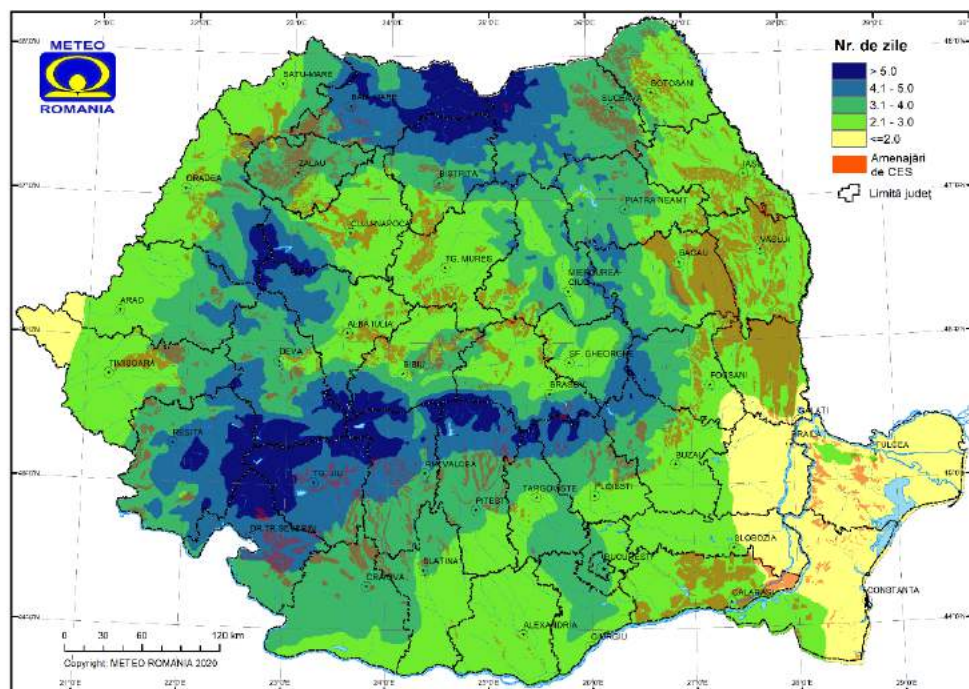 METEO
ROMANIA
Nr. de zile
> 5.0
4.1 - 5.0
3.1 - 4.0
2.1 - 3.0
<=2.0
Amenajări
de CES
Limită județ
SATU-MARE
BAIA MARE
SUCEAVA
BOTOSANI
ZALAU
ORADEA
BISTRITA
IASI
PIATRA NEAMT
CLUJ-NAPOCA
TG. MURES
BACAU
VASLUI
MIERCUREA-
CIUC
ARAD
ALBA IULIA
DEVA
TIMISOARA
SIBIU
SF. GHEORGHE
BRASOV
FOCSANI
GALATI
RESITA
BRAILA
TULCEA
TG. JIU
RM.VALCEA
BUZAU
PITESTI
TARGOVISTE
PLOIESTI
DR.TR.SEVERIN
SLOBOZIA
SLATINA
BUCURESTI
CRAIOVA
CALARASI
CONSTANTA
ALEXANDRIA
GIURGIU
0 30 60 90 120 km
Copyright: METEO ROMANIA 2020